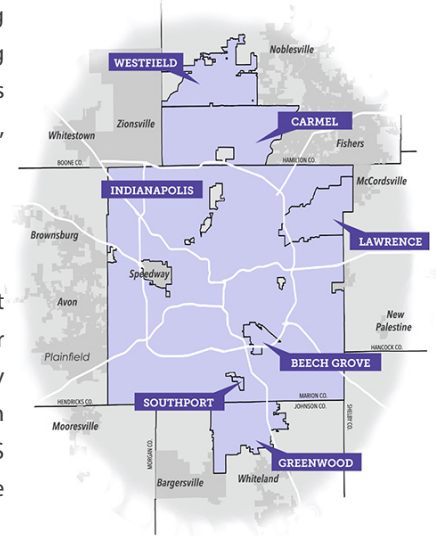 Noblesville
WESTFIELD
CARMEL
Zionsville
Whitestown
Fishers
BOONE CO.
HAMILTON CO.
McCordsville
INDIANAPOLIS
Brownsburg
LAWRENCE
Speedway
Avon
New
Palestine
Plainfield
HANCOCK CO.
BEECH GROVE
MARION CO.
HENDRICKS CO.
SOUTHPORT
JOHNSON CO.
SHELBY CO.
Mooresville
MORGAN CO.
GREENWOOD
Bargersville
Whiteland